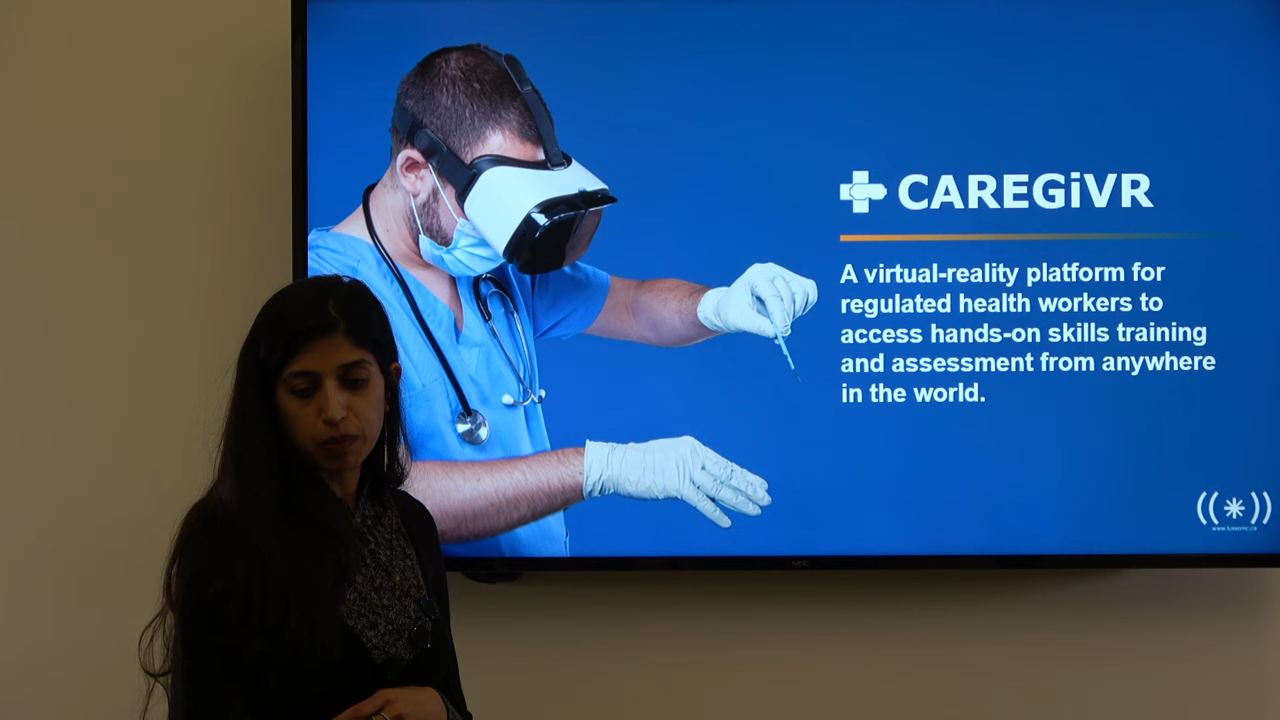 CAREGiVR
A virtual-reality platform for
regulated health workers to
access hands-on skills training
and assessment from anywhere
in the world.
((*))
NEC